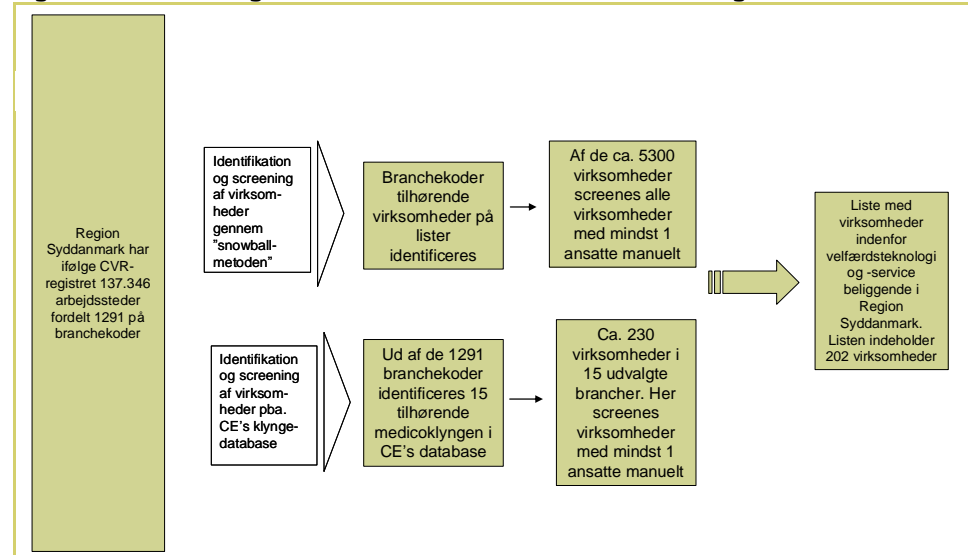 Region
Syddanmark har
ifølge CVR-
registret 137.346
arbejdssteder
fordelt 1291 på
branchekoder
Identifikation
og screening
af virksom-
heder
gennem
”snowball-
metoden”
Branchekoder
tilhørende
virksomheder på
lister
identificeres
Af de ca. 5300
virksomheder
screenes alle
virksomheder
med mindst 1
ansatte manuelt
Identifikation
og screening
af virksom-
heder pba.
CE’s klynge-
database
Ud af de 1291
branchekoder
identificeres 15
tilhørende
medicoklyngen i
CE’s database
Ca. 230
virksomheder i
15 udvalgte
brancher. Her
screenes
virksomheder
med mindst 1
ansatte manuelt
Liste med
virksomheder
indenfor
velfærdsteknologi
og -service
beliggende i
Region
Syddanmark.
Listen indeholder
202 virksomheder